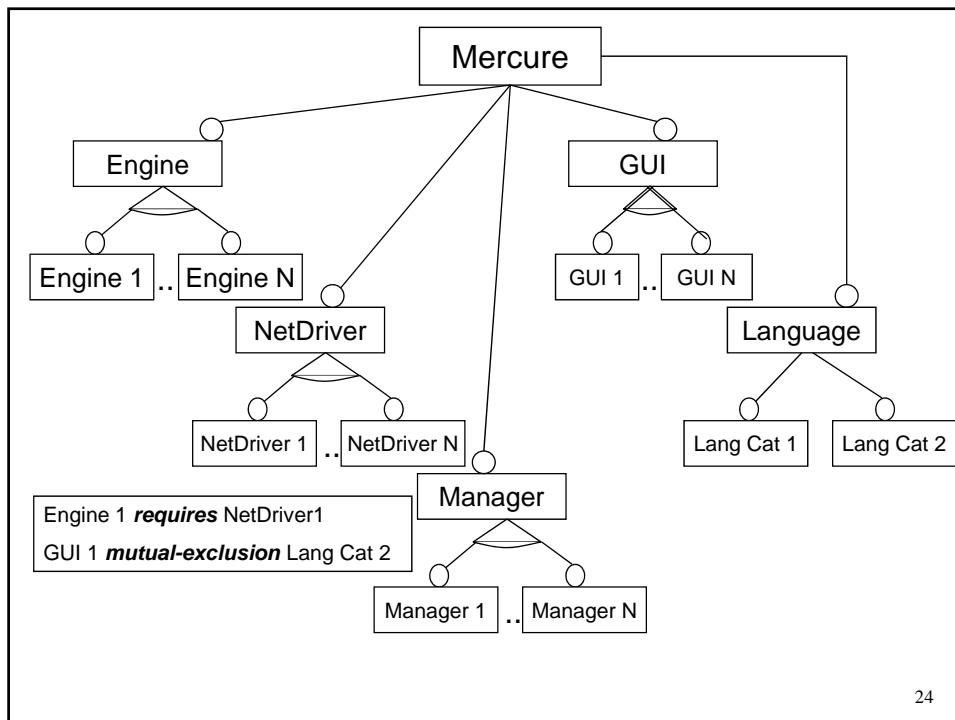 Mercure
Engine
GUI
Engine 1 .. Engine N
GUI 1 .. GUI N
NetDriver
Language
NetDriver 1 .. NetDriver N
Lang Cat 1
Lang Cat 2
Manager
Engine 1 requires NetDriver1
GUI 1 mutual-exclusion Lang Cat 2
Manager 1 .. Manager N
24